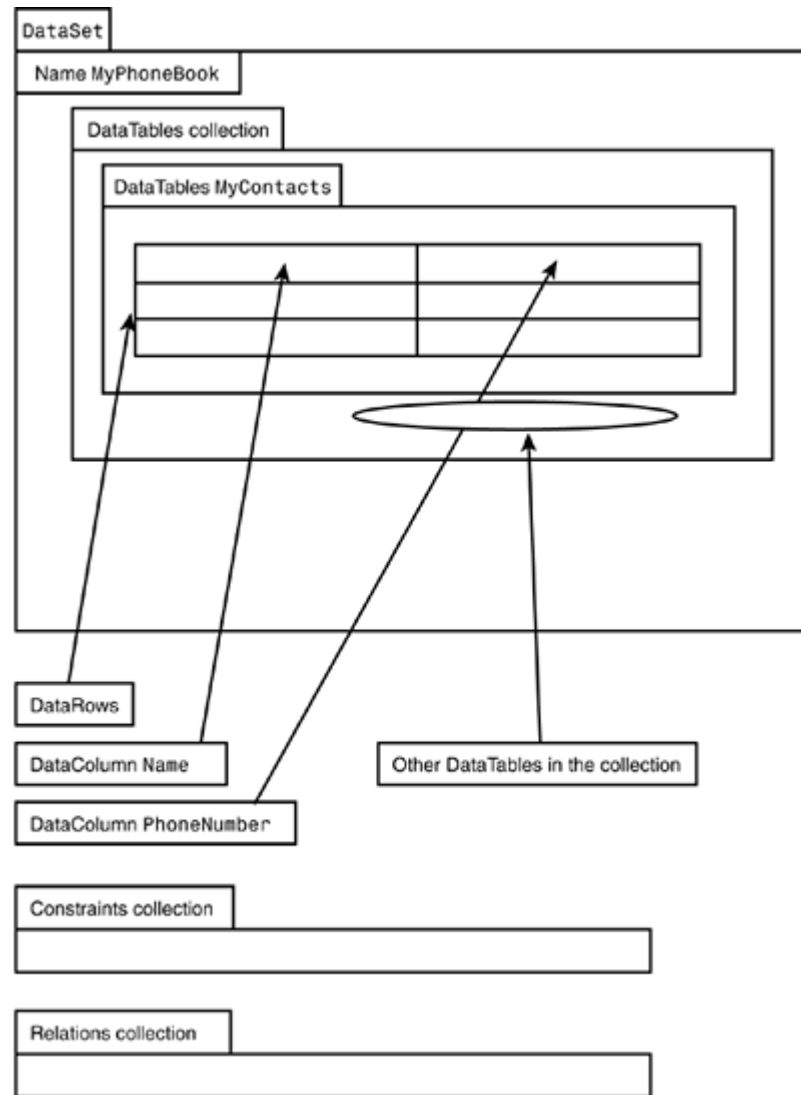 DataSet
Name MyPhoneBook
DataTables collection
DataTables MyContacts
DataRows
DataColumn Name
Other DataTables in the collection
DataColumn PhoneNumber
Constraints collection
Relations collection